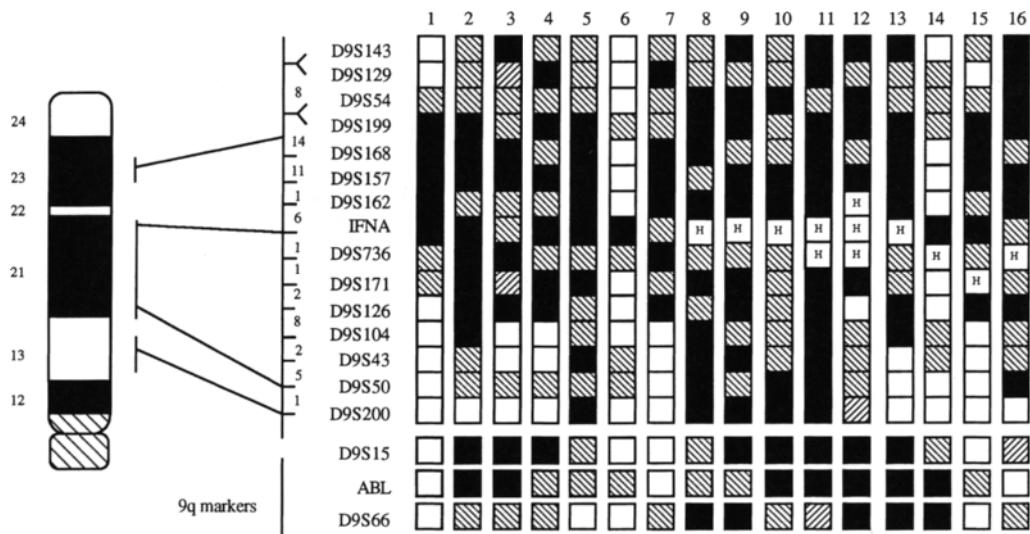 1 2 3 4 5 6 7 8 9 10 11 12 13 14 15 16
D9S143
D9S129
8 D9S54
24 D9S199
14 D9S168
23 11 D9S157
1 D9S162 H
22 6 IFNA H H H H H H
1 D9S736 H H H H
21 1 D9S171 H
2 D9S126
8 D9S104
13 2 D9S43
5 D9S50
12 1 D9S200
D9S15
9q markers ABL
D9S66